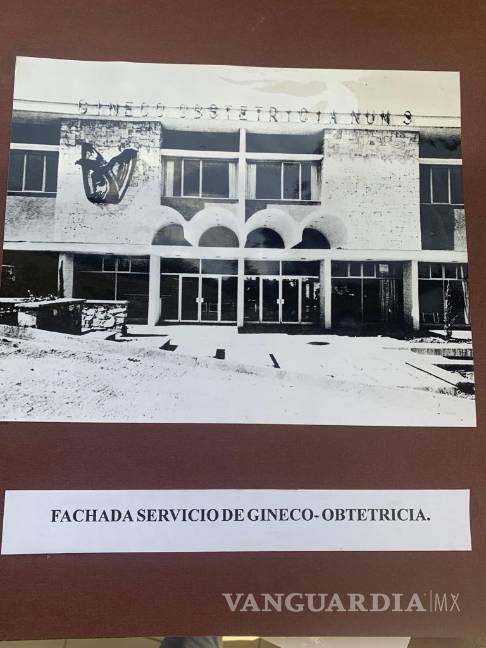 GINECO OBSTETRICIA NUM 3
FACHADA SERVICIO DE GINECO- OBTETRICIA.
VANGUARDIA|MX